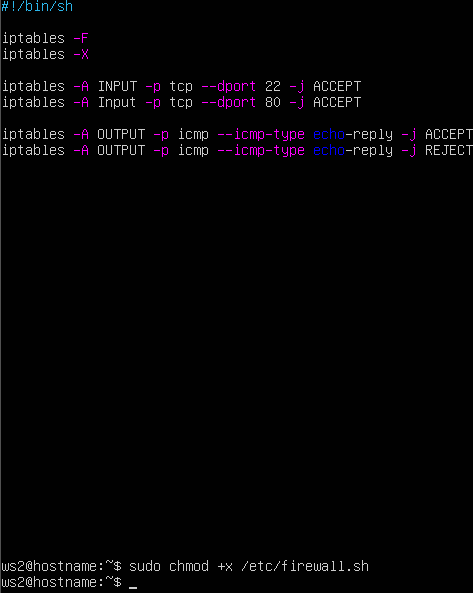 #!/bin/sh
iptables -F
iptables -X
iptables -A INPUT -p tcp --dport 22 -j ACCEPT
iptables -A Input -p tcp --dport 80 -j ACCEPT
iptables -A OUTPUT -p icmp --icmp-type echo-reply -j ACCEPT
iptables -A OUTPUT -p icmp --icmp-type echo-reply -j REJECT
ws2@hostname:~$ sudo chmod +x /etc/firewall.sh
ws2@hostname:~$ _